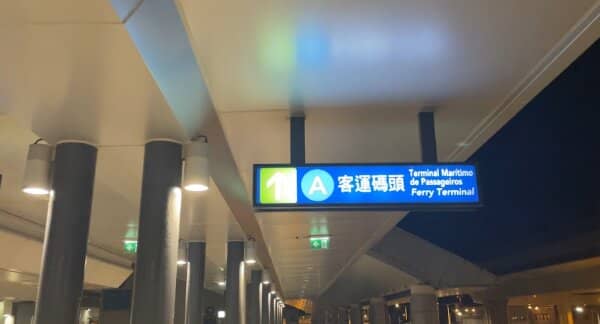 A 客運碼頭
Terminal Marítimo
de Passageiros
Ferry Terminal